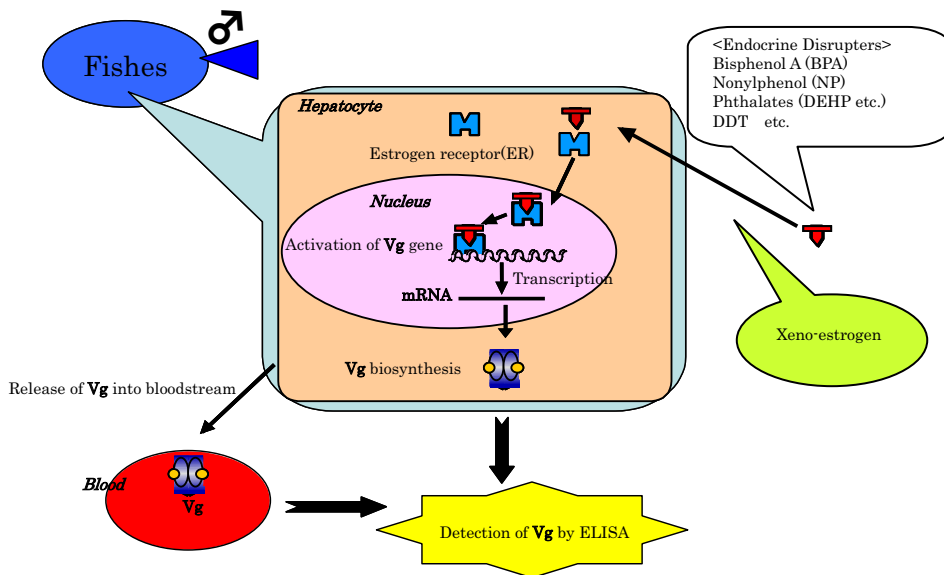 ♂
Fishes
<Endocrine Disrupters>
Bisphenol A (BPA)
Nonylphenol (NP)
Phthalates (DEHP etc.)
DDT etc.
Hepatocyte
Estrogen receptor(ER)
Nucleus
Activation of Vg gene
Transcription
mRNA
Xeno-estrogen
Vg biosynthesis
Release of Vg into bloodstream
Blood
Vg
Detection of Vg by ELISA